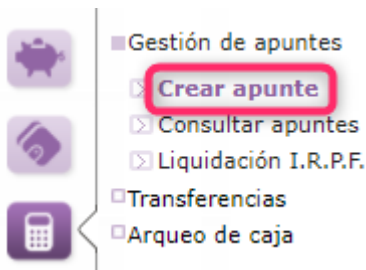 Gestión de apuntes
Crear apunte
Consultar apuntes
Liquidación I.R.P.F.
Transferencias
Arqueo de caja